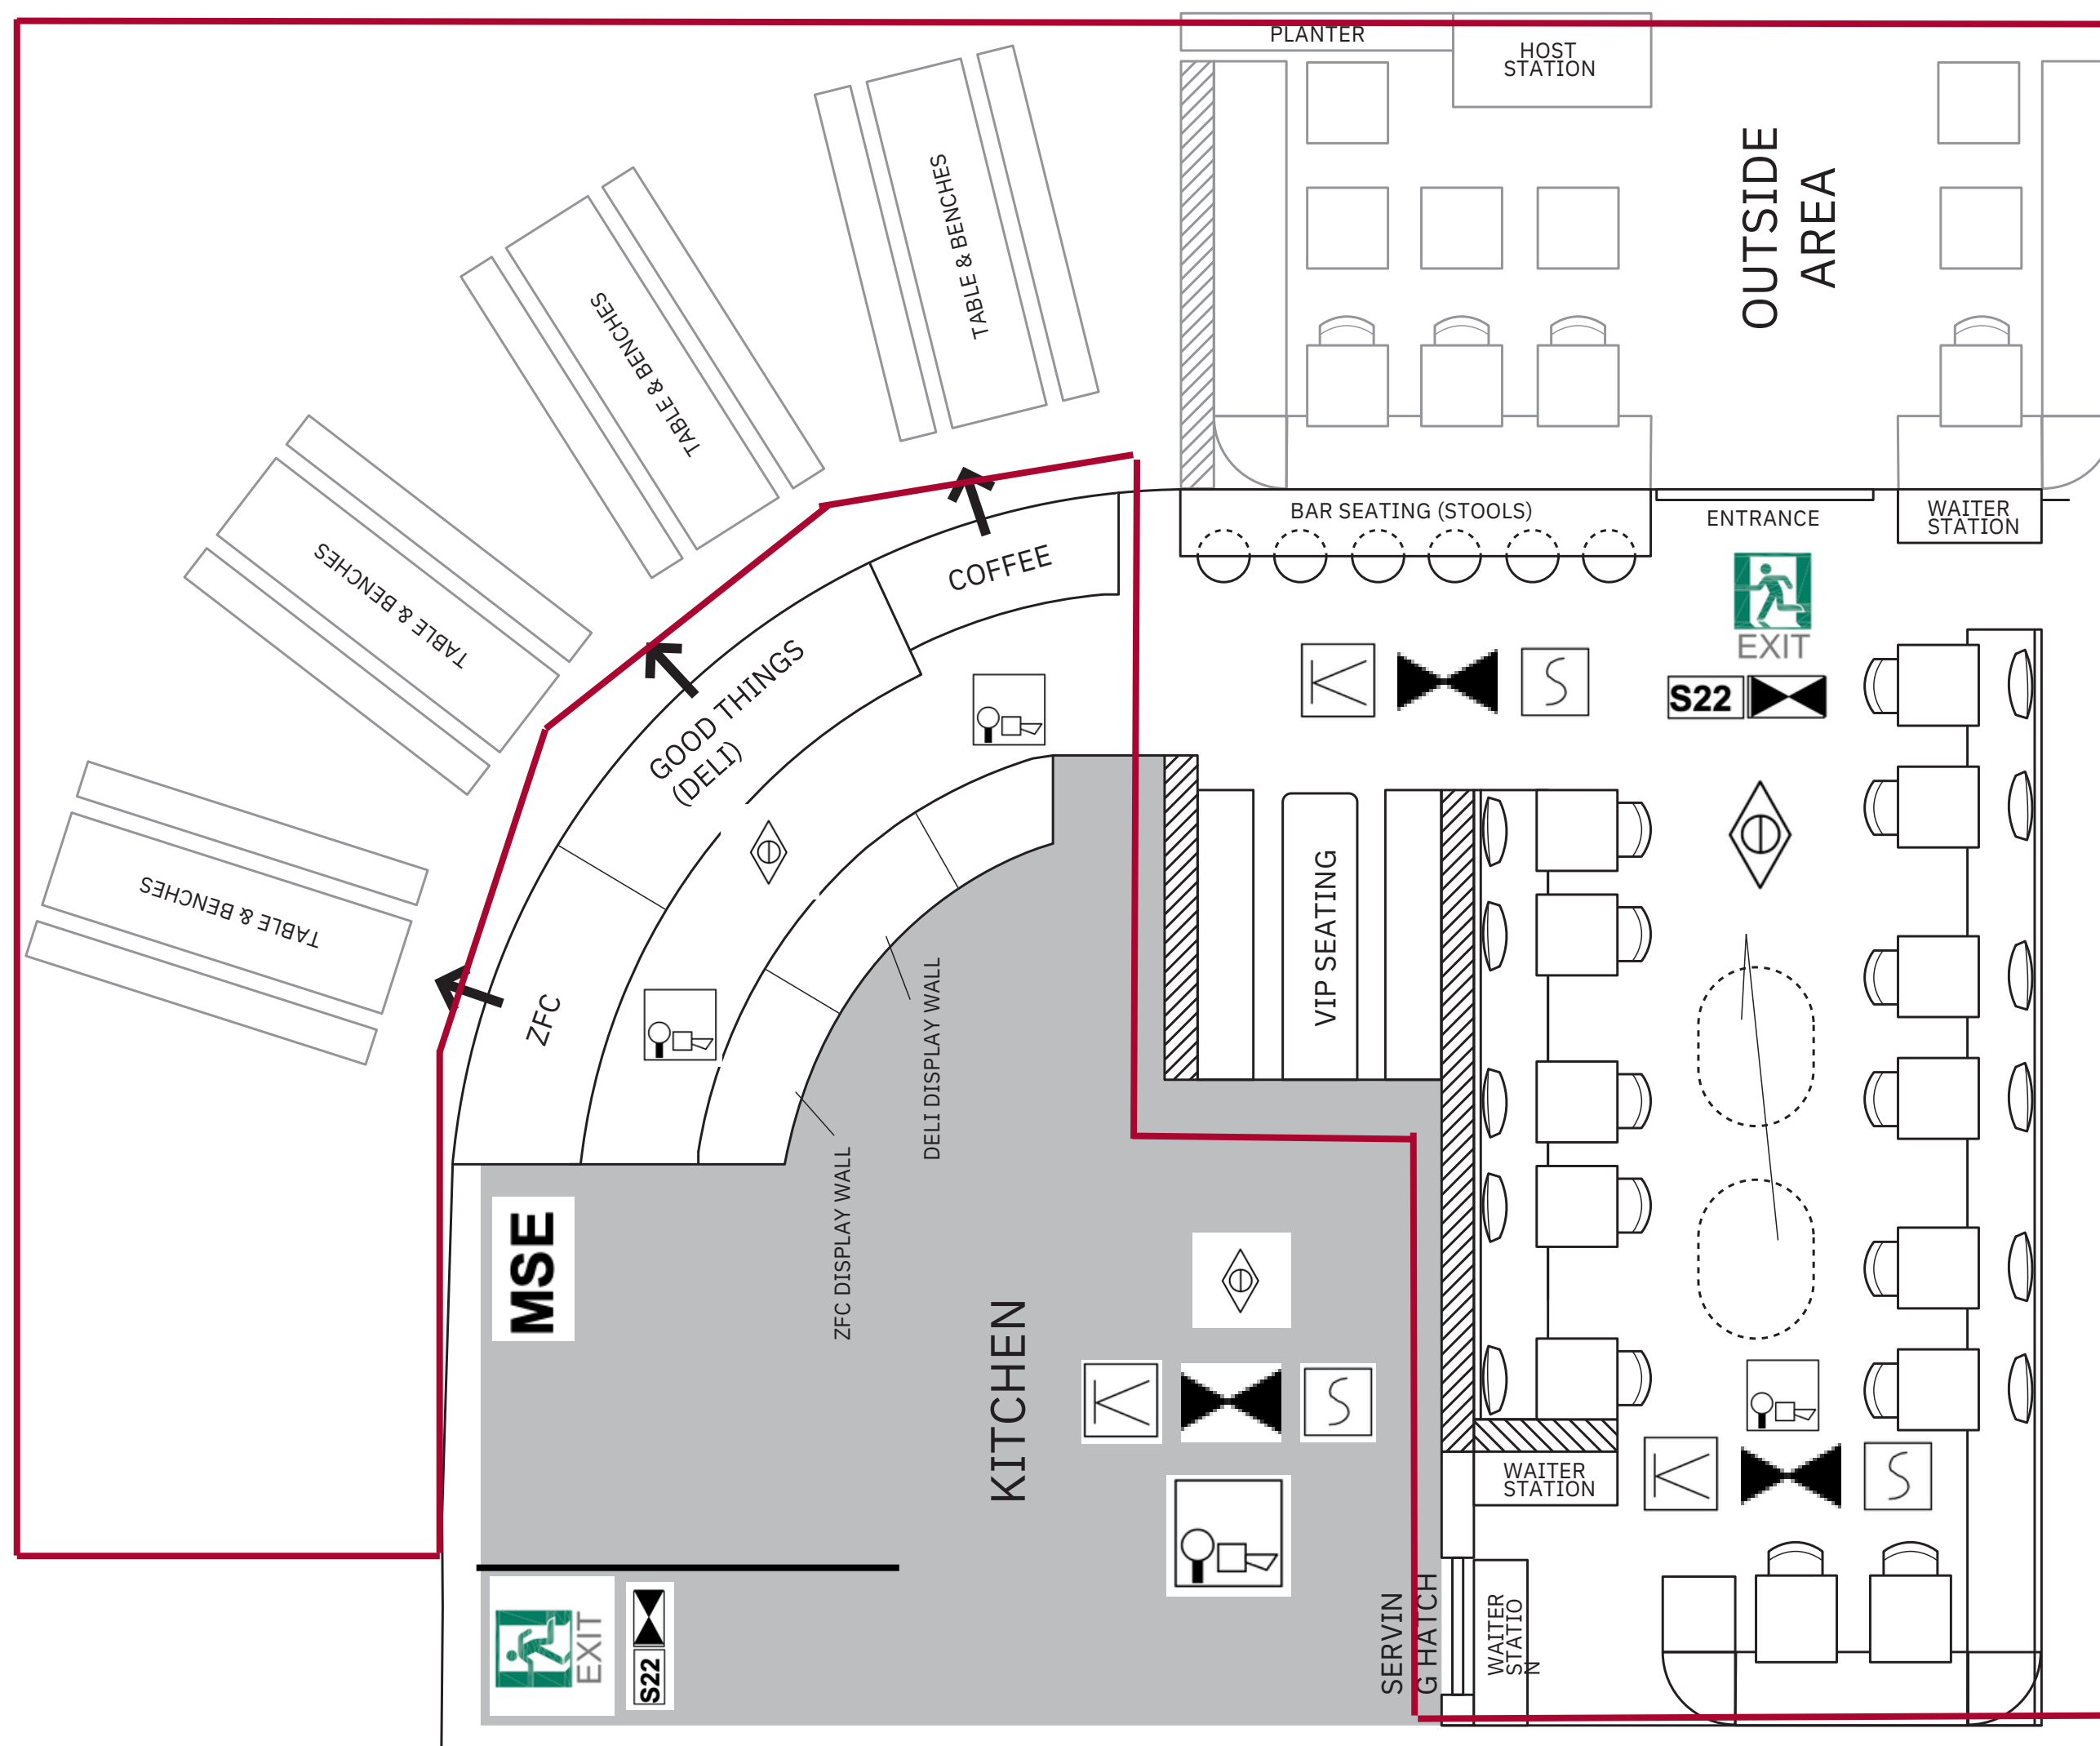 PLANTER
HOST
STATION
OUTSIDE
AREA
TABLE & BENCHES
TABLE & BENCHES
TABLE & BENCHES
TABLE & BENCHES
BAR SEATING (STOOLS)
ENTRANCE
WAITER
STATION
EXIT
S22
COFFEE
GOOD THINGS
(DELI)
ZFC
K
S
VIP SEATING
DELI DISPLAY WALL
ZFC DISPLAY WALL
MSE
KITCHEN
K
S
WAITER
STATION
K
S
EXIT
S22
SERVIN
G HATCH
WAITER
STATIO
N